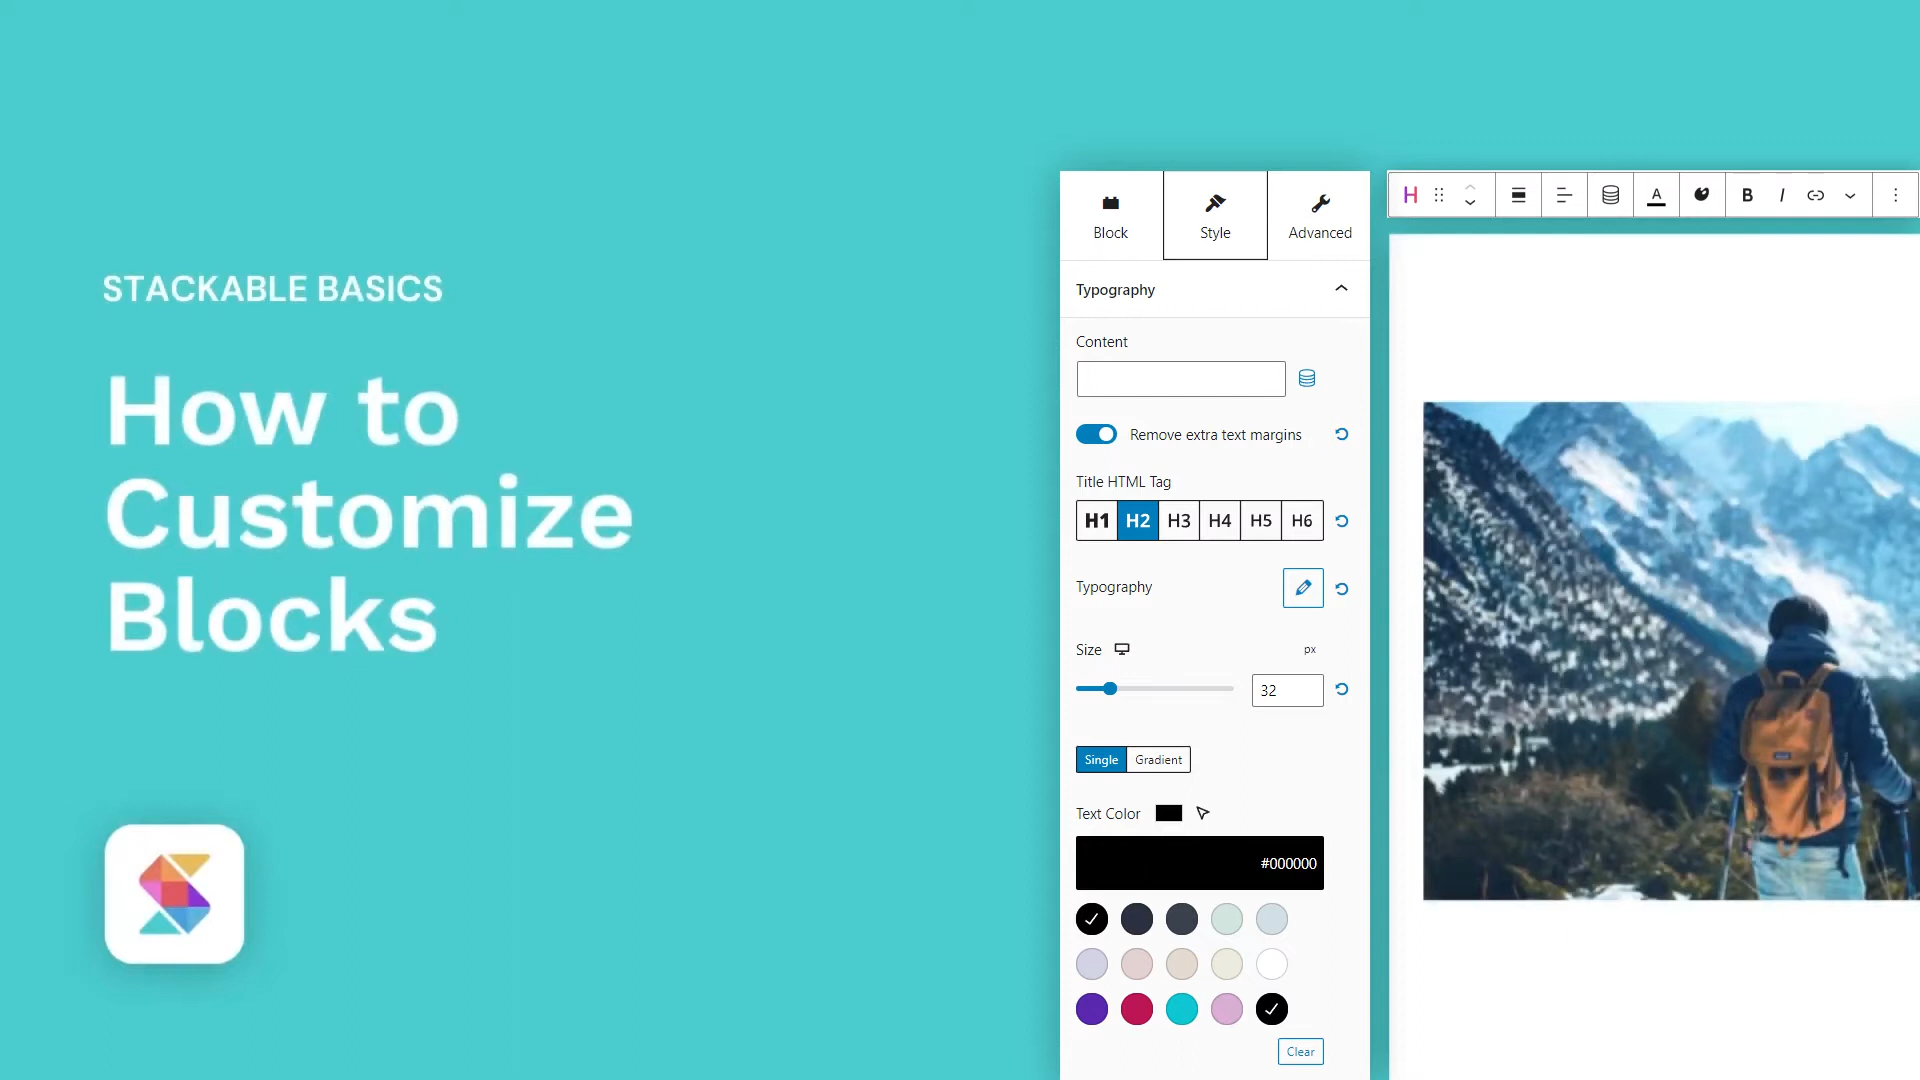 STACKABLE BASICS
How to
Customize
Blocks
Block
Style
Advanced
Typography
Content
Remove extra text margins
Title HTML Tag
H1 H2 H3 H4 H5 H6
Typography
Size
px
32
Single Gradient
Text Color
#000000
Clear
H
A
B I